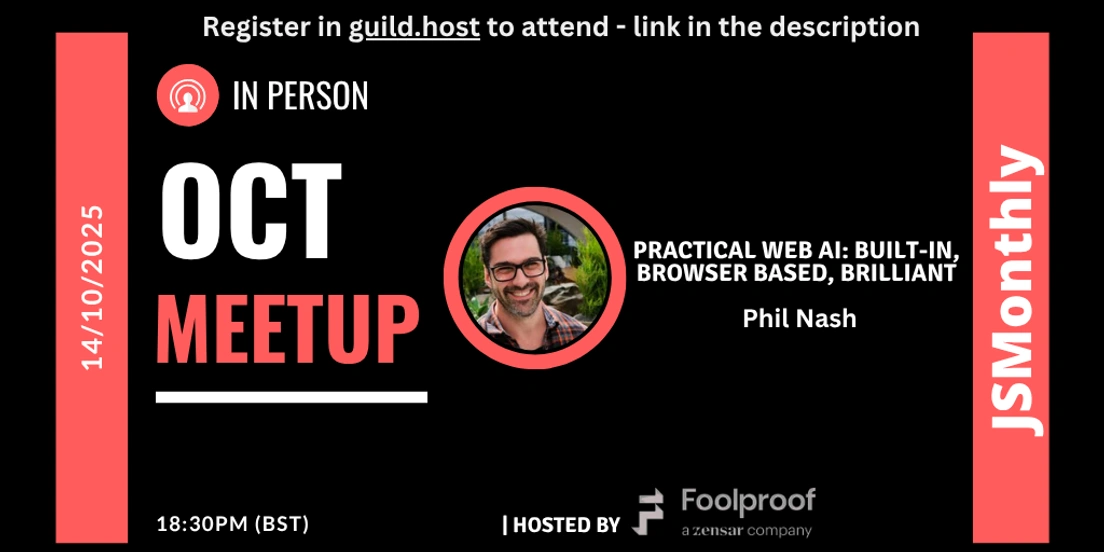 Register in guild.host to attend - link in the description
14/10/2025
IN PERSON
OCT
MEETUP
PRACTICAL WEB AI: BUILT-IN,
BROWSER BASED, BRILLIANT
Phil Nash
JSMonthly
18:30PM (BST)
| HOSTED BY
Foolproof
a zensar company